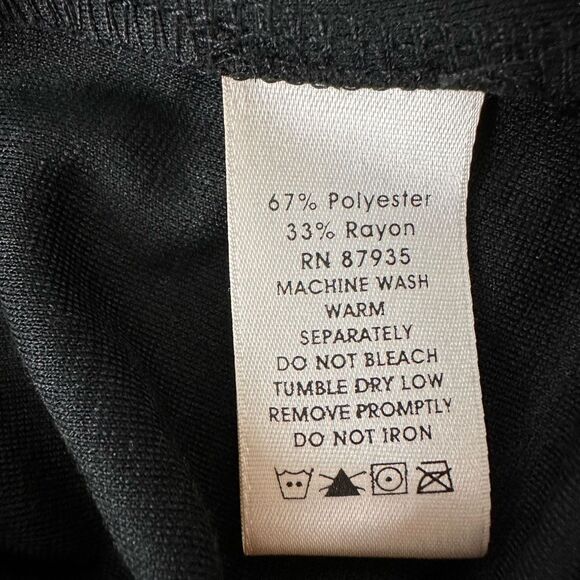 67% Polyester
33% Rayon
RN 87935
MACHINE WASH
WARM
SEPARATELY
DO NOT BLEACH
TUMBLE DRY LOW
REMOVE PROMPTLY
DO NOT IRON